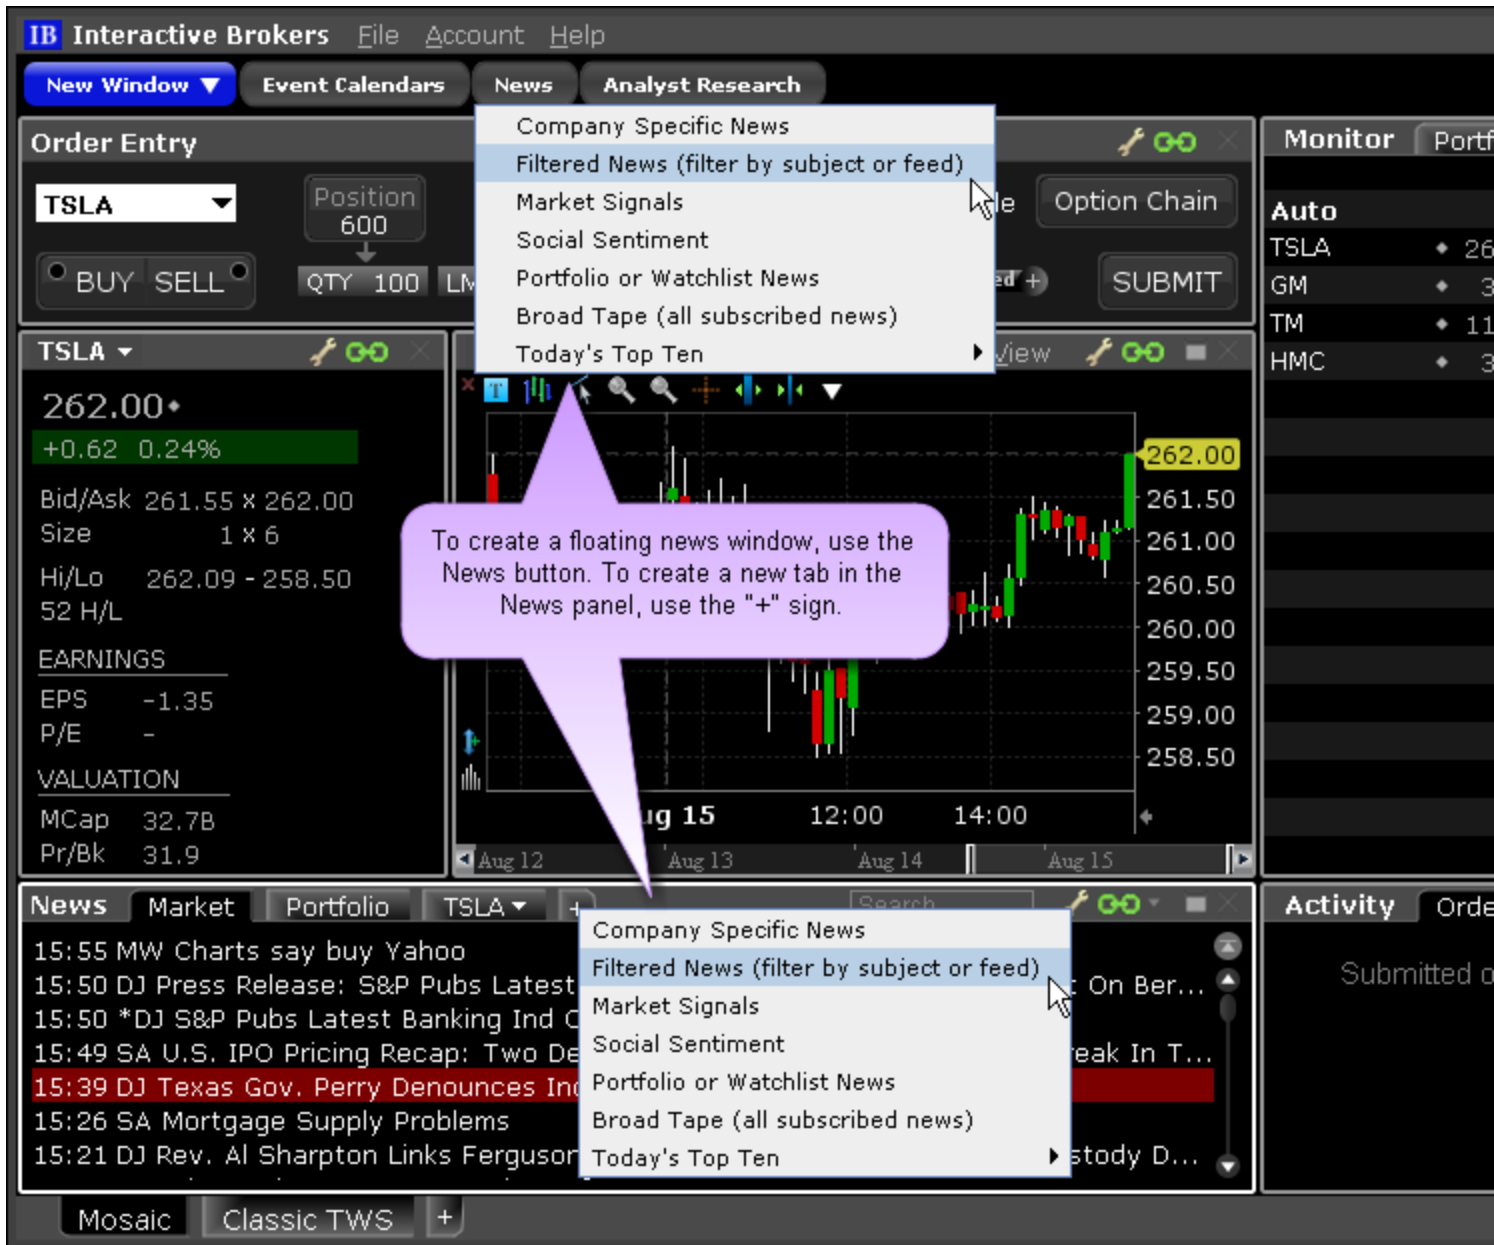 IB Interactive Brokers File Account Help
New Window Event Calendars News Analyst Research
Order Entry
TSLA
Position
600
BUY SELL
QTY 100
Option Chain
SUBMIT
Company Specific News
Filtered News (filter by subject or feed)
Market Signals
Social Sentiment
Portfolio or Watchlist News
Broad Tape (all subscribed news)
Today's Top Ten
Monitor
Auto
TSLA
GM
TM
HMC
TSLA
262.00
+0.62 0.24%
Bid/Ask 261.55 x 262.00
Size 1 x 6
Hi/Lo 262.09 - 258.50
52 H/L
EARNINGS
EPS -1.35
P/E -
VALUATION
MCap 32.7B
Pr/Bk 31.9
View
T
262.00
261.50
261.00
260.50
260.00
259.50
259.00
258.50
15 12:00 14:00
Aug 12 Aug 13 Aug 14 Aug 15
To create a floating news window, use the
News button. To create a new tab in the
News panel, use the "+" sign.
News Market Portfolio TSLA + Search
15:55 MW Charts say buy Yahoo
15:50 DJ Press Release: S&P Pubs Latest On Ber...
15:50 *DJ S&P Pubs Latest Banking Ind
15:49 SA U.S. IPO Pricing Recap: Two In T...
15:39 DJ Texas Gov. Perry Denounces
15:26 SA Mortgage Supply Problems
15:21 DJ Rev. Al Sharpton Links D...
Company Specific News
Filtered News (filter by subject or feed)
Market Signals
Social Sentiment
Portfolio or Watchlist News
Broad Tape (all subscribed news)
Today's Top Ten
Activity
Submitted
Mosaic Classic TWS +